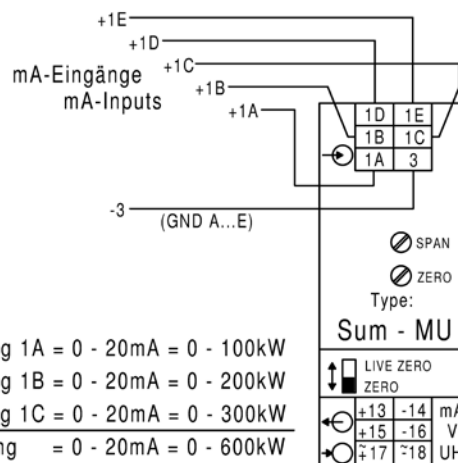 +1E
+1D
mA-Eingänge +1C
mA-Inputs +1B
+1A
1D 1E
1B 1C
1A 3
-3
(GND A...E)
SPAN
ZERO
Type:
Sum - MU
g 1A = 0 - 20mA = 0 - 100kW
g 1B = 0 - 20mA = 0 - 200kW
g 1C = 0 - 20mA = 0 - 300kW
ng = 0 - 20mA = 0 - 600kW
LIVE ZERO
ZERO
+13 -14 mA
+15 -16 V
~17 ~18 UH